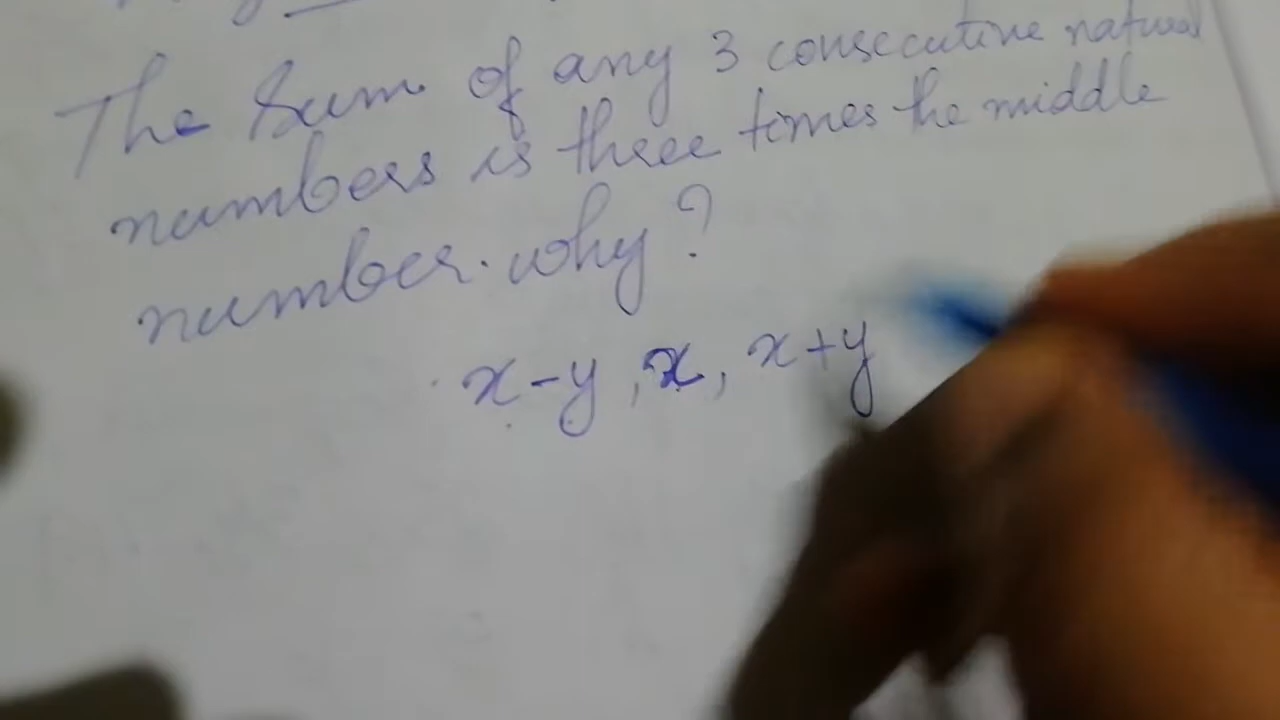 The Sum of any 3 consecutive natural
numbers is three times the middle
number. why?
x-y, x, x+y